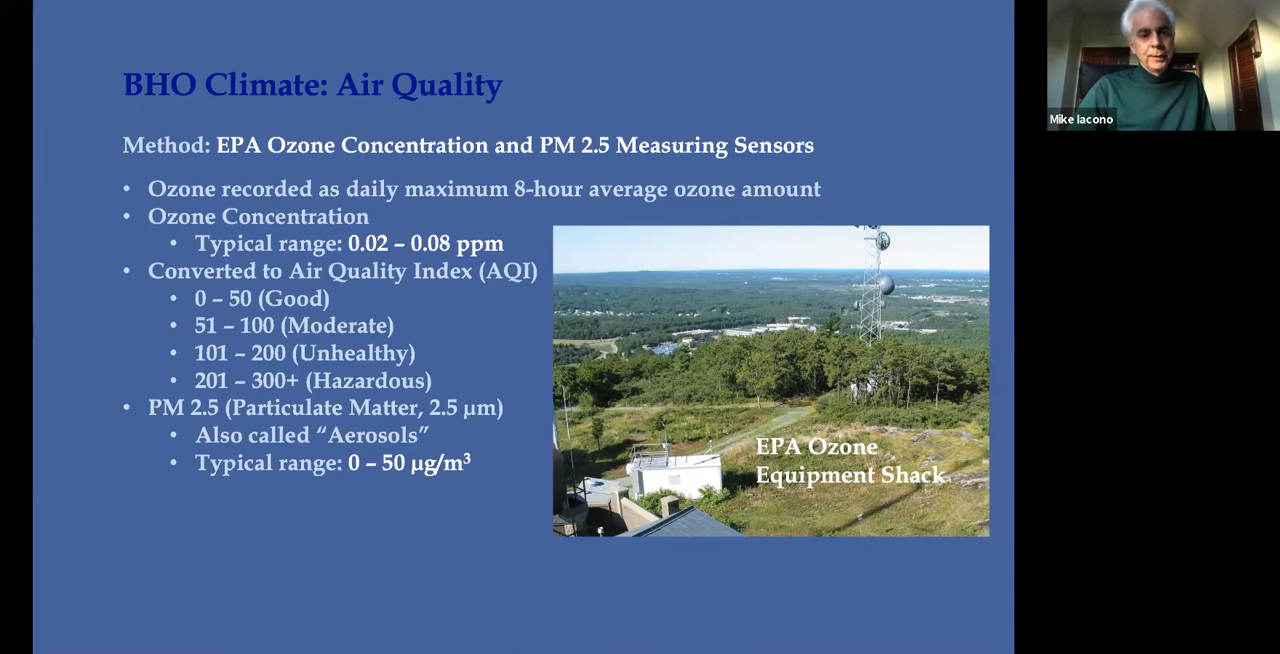 BHO Climate: Air Quality
Method: EPA Ozone Concentration and PM 2.5 Measuring Sensors
• Ozone recorded as daily maximum 8-hour average ozone amount
• Ozone Concentration
• Typical range: 0.02 – 0.08 ppm
• Converted to Air Quality Index (AQI)
• 0 – 50 (Good)
• 51 – 100 (Moderate)
• 101 – 200 (Unhealthy)
• 201 – 300+ (Hazardous)
• PM 2.5 (Particulate Matter, 2.5 µm)
• Also called “Aerosols”
• Typical range: 0 – 50 µg/m³
EPA Ozone
Equipment Shack
Mike Iacono